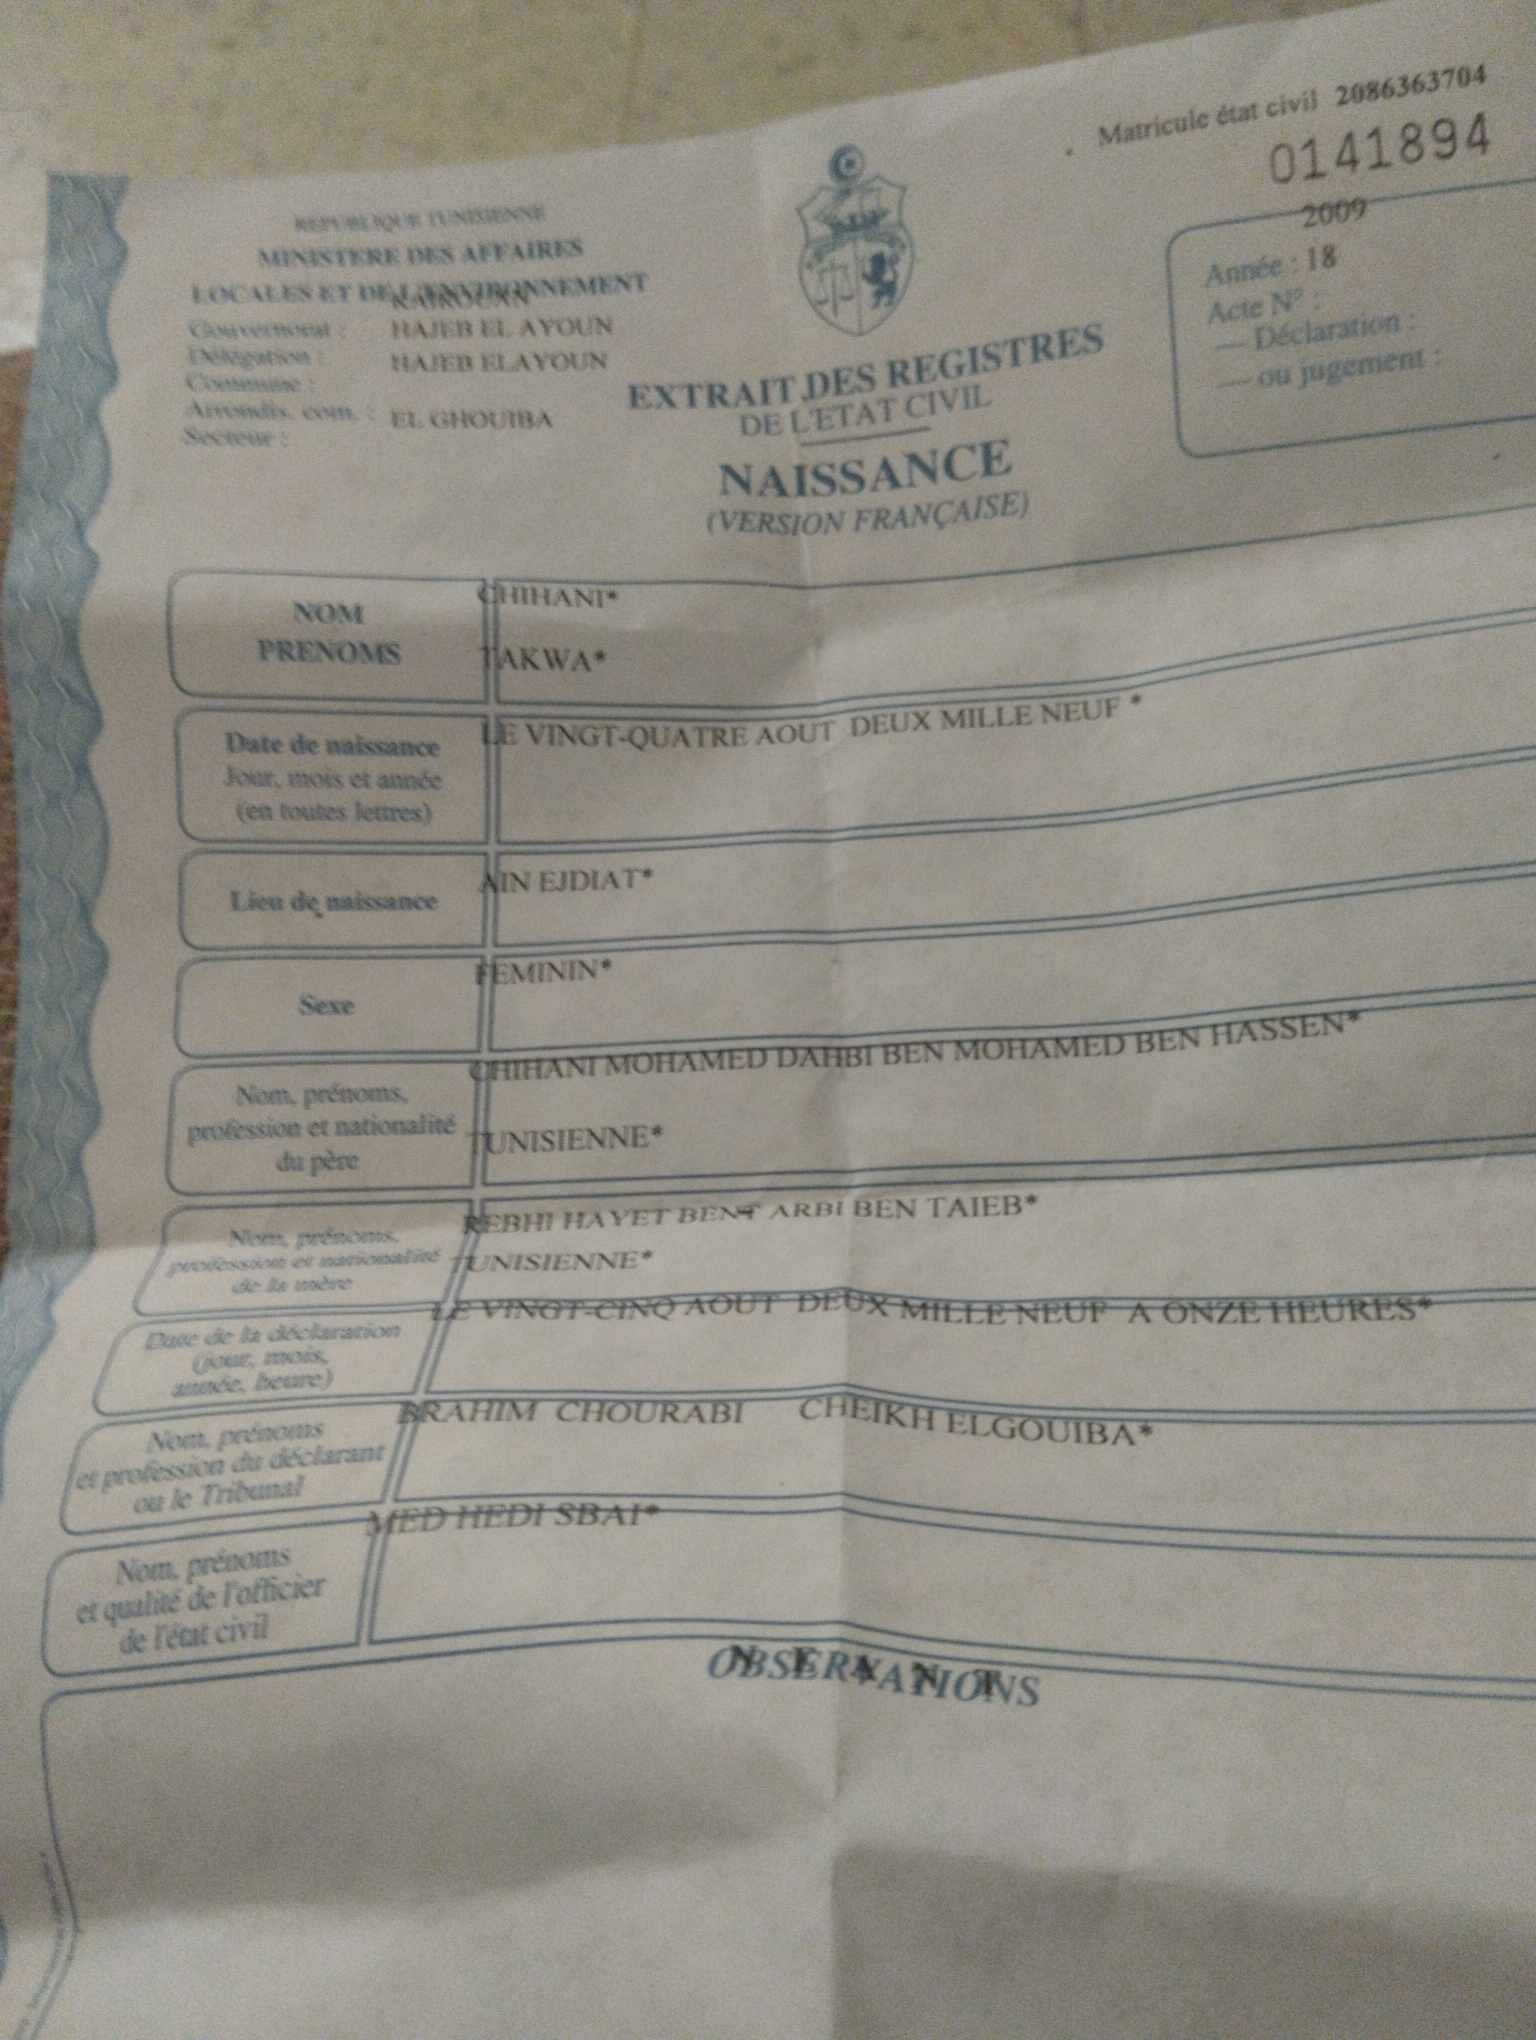 Matricule état civil 2086363704
0141894
REPUBLIQUE TUNISIENNE
MINISTERE DES AFFAIRES
LOCALES ET DE L'ENVIRONNEMENT
KAIROUAN
Gouvernorat : HAJEB EL AYOUN
Délégation : HAJEB ELAYOUN
Commune :
Arrondis. com. : EL GHOUIBA
Secteur :
EXTRAIT DES REGISTRES
DE L'ETAT CIVIL
NAISSANCE
(VERSION FRANÇAISE)
2009
Année : 18
Acte N° :
— Déclaration :
— ou jugement :
NOM CHIHANI*
PRENOMS TAKWA*
Date de naissance LE VINGT-QUATRE AOUT DEUX MILLE NEUF *
Jour, mois et année
(en toutes lettres)
Lieu de naissance AIN EJDIAT*
Sexe FEMININ*
Nom, prénoms, CHIHANI MOHAMED DAHBI BEN MOHAMED BEN HASSEN*
profession et nationalité TUNISIENNE*
du père
Nom, prénoms, REBHI HAYET BENT ARBI BEN TAIEB*
profession et nationalité TUNISIENNE*
de la mère
Date de la déclaration LE VINGT-CINQ AOUT DEUX MILLE NEUF A ONZE HEURES*
(jour, mois,
année, heure)
Nom, prénoms BRAHIM CHOURABI CHEIKH ELGOUIBA*
et profession du déclarant
ou le Tribunal
Nom, prénoms MED HEDI SBAI*
et qualité de l'officier
de l'état civil
OBSERVATIONS
N E A N T